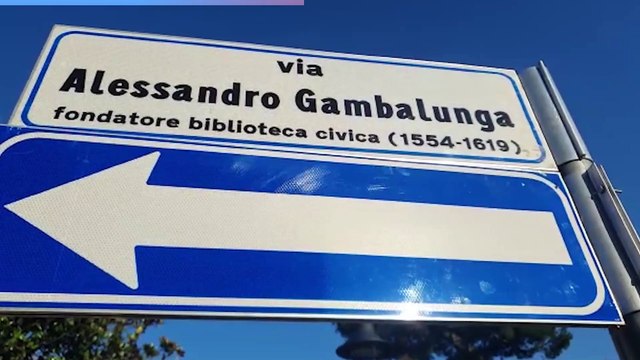 via
Alessandro Gambalunga
fondatore biblioteca civica (1554-1619)